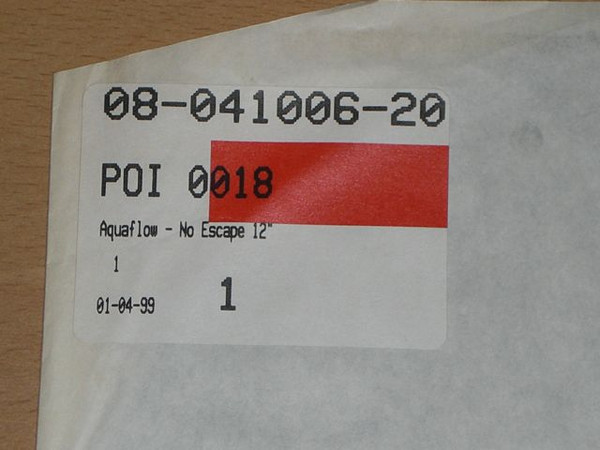 08-041006-20
POI 0018
Aquaflow - No Escape 12"
1
01-04-99 1